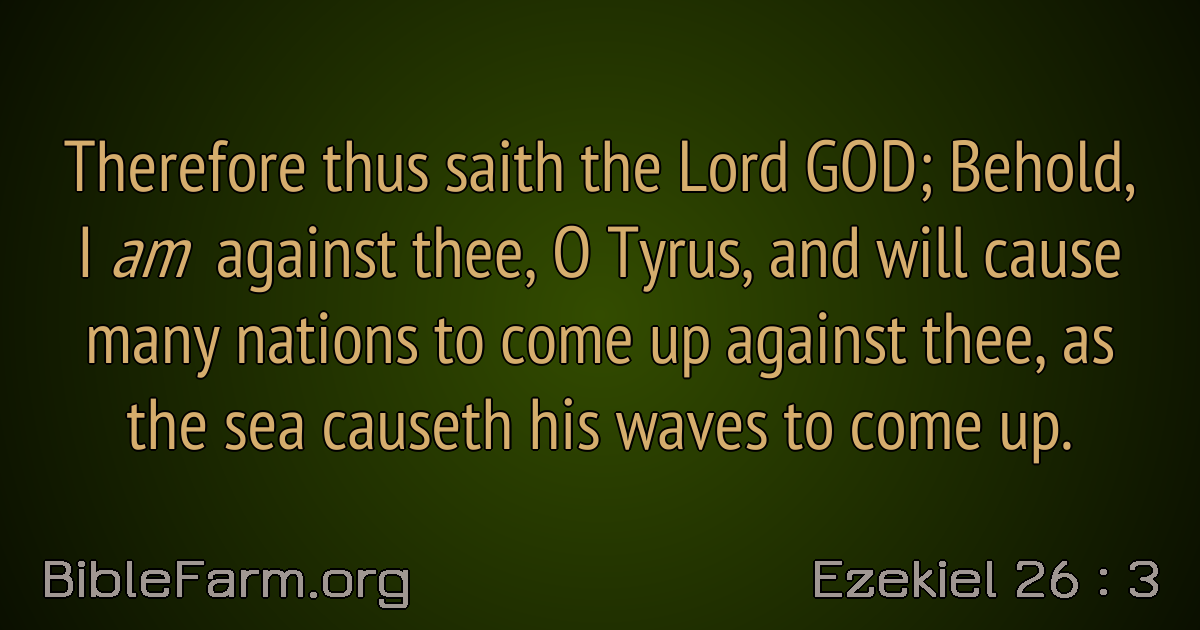 Therefore thus saith the Lord GOD; Behold,
I am against thee, O Tyrus, and will cause
many nations to come up against thee, as
the sea causeth his waves to come up.
BibleFarm.org
Ezekiel 26 : 3